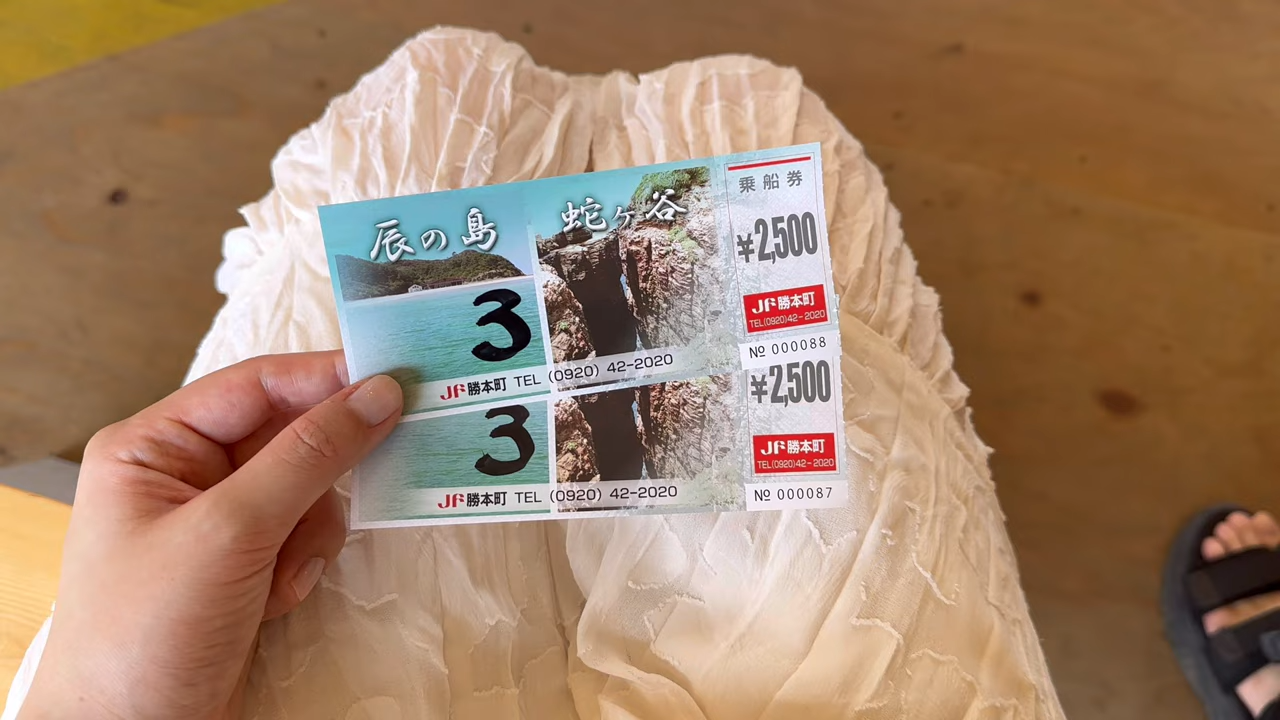 辰の島 蛇ヶ谷
3
JF勝本町 TEL (0920) 42-2020
乗船券
¥2,500
JF勝本町
TEL(0920)42-2020
№ 000088
3
JF勝本町 TEL (0920) 42-2020
¥2,500
JF勝本町
TEL(0920)42-2020
№ 000087